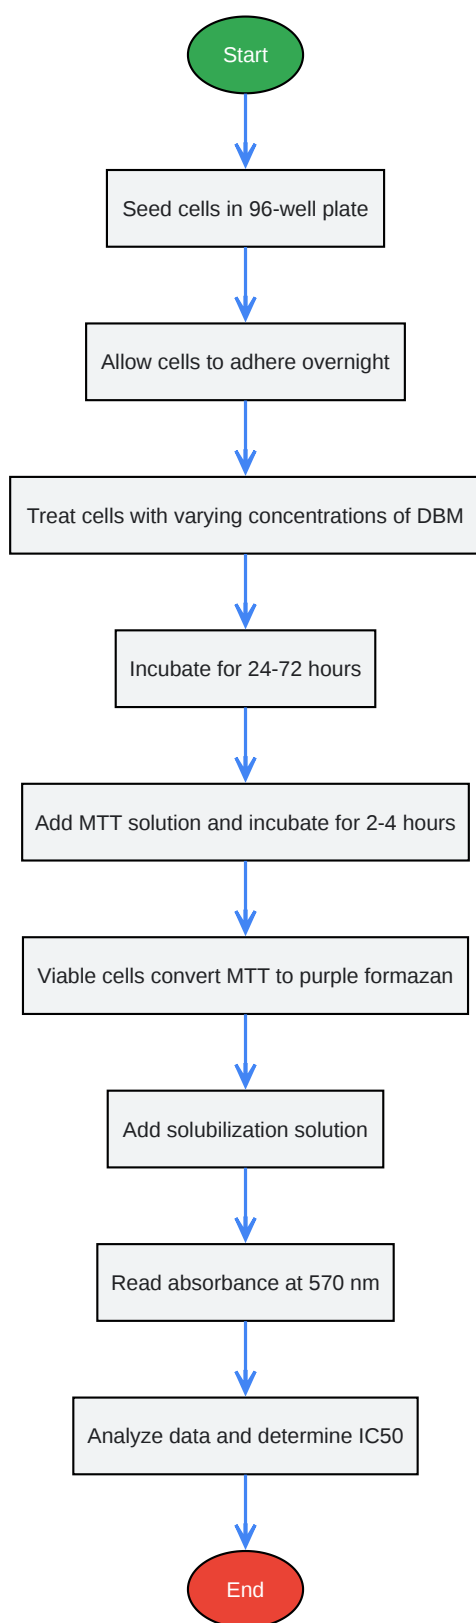 Start
Seed cells in 96-well plate
Allow cells to adhere overnight
Treat cells with varying concentrations of DBM
Incubate for 24-72 hours
Add MTT solution and incubate for 2-4 hours
Viable cells convert MTT to purple formazan
Add solubilization solution
Read absorbance at 570 nm
Analyze data and determine IC50
End